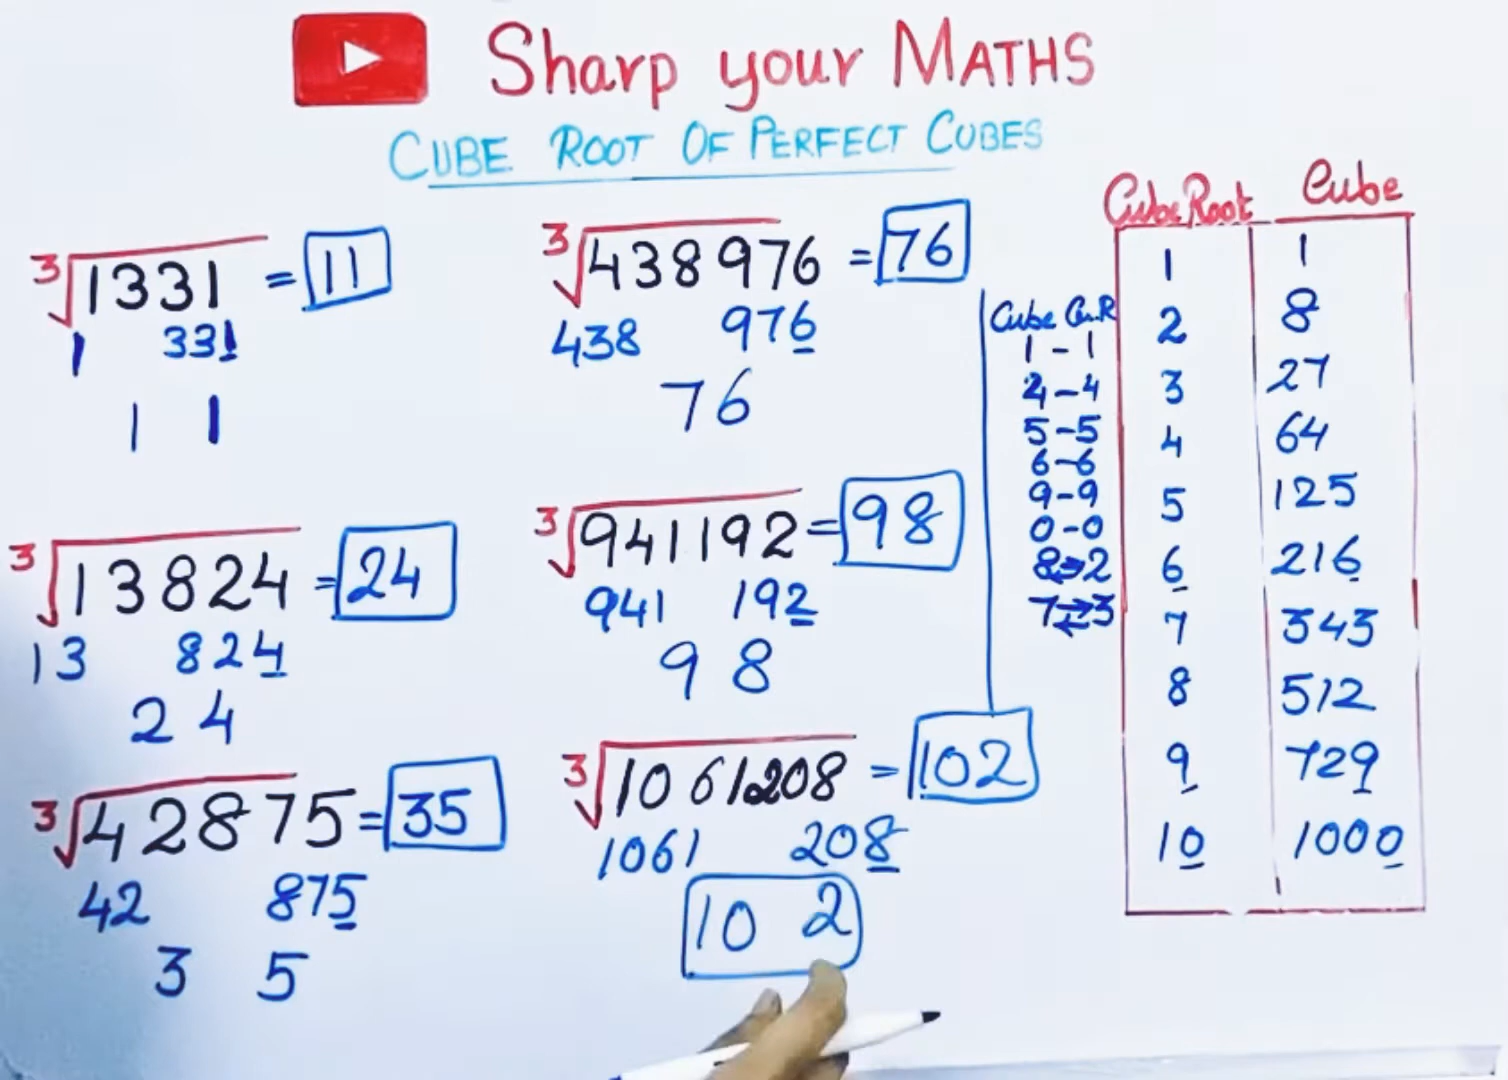 Sharp your MATHS
CUBE ROOT OF PERFECT CUBES
∛1331 = 11
1 331
1 1
∛13824 = 24
13 824
2 4
∛42875 = 35
42 875
3 5
∛438976 = 76
438 976
76
∛941192 = 98
941 192
9 8
∛1061208 = 102
1061 208
10 2
Cube Cu.R
1 - 1
4 - 4
5 - 5
6 - 6
9 - 9
0 - 0
8 ⇄ 2
7 ⇄ 3
Cube Root Cube
1 1
2 8
3 27
4 64
5 125
6 216
7 343
8 512
9 729
10 1000